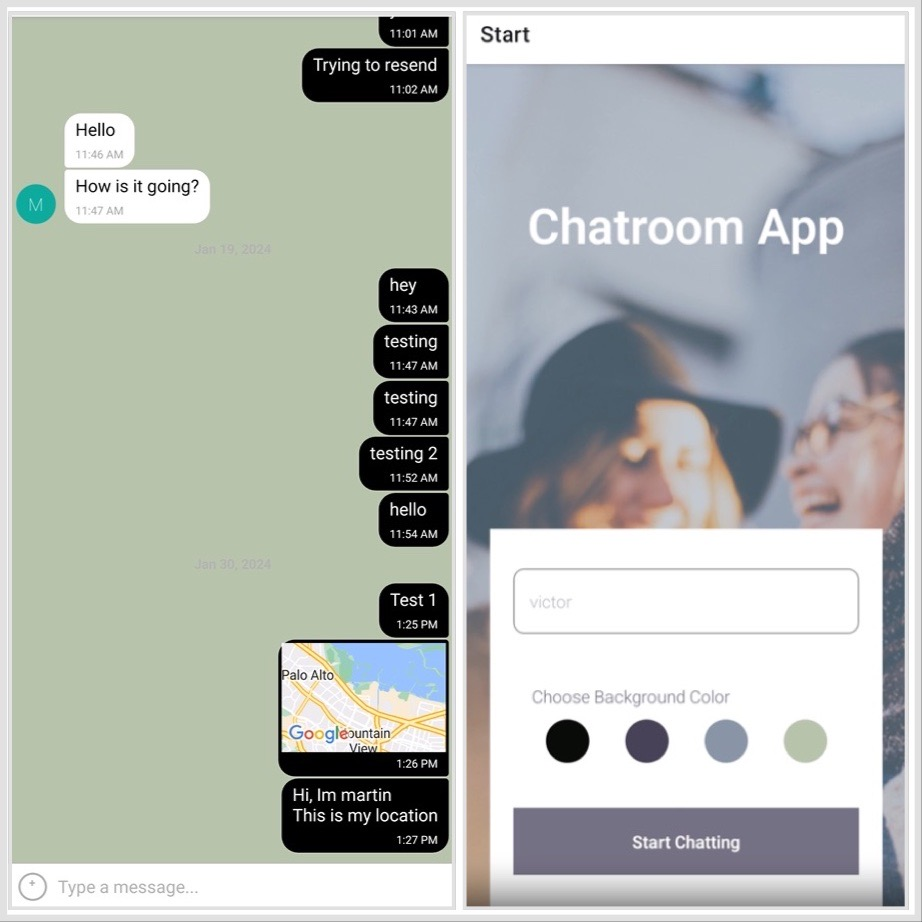 11:01 AM
Trying to resend
11:02 AM
Hello
11:46 AM
How is it going?
11:47 AM
M
Jan 19, 2024
hey
11:43 AM
testing
11:47 AM
testing
11:47 AM
testing 2
11:52 AM
hello
11:54 AM
Jan 30, 2024
Test 1
1:25 PM
Palo Alto
Google
ountain
View
1:26 PM
Hi, Im martin
This is my location
1:27 PM
Type a message...
Start
Chatroom App
victor
Choose Background Color
Start Chatting